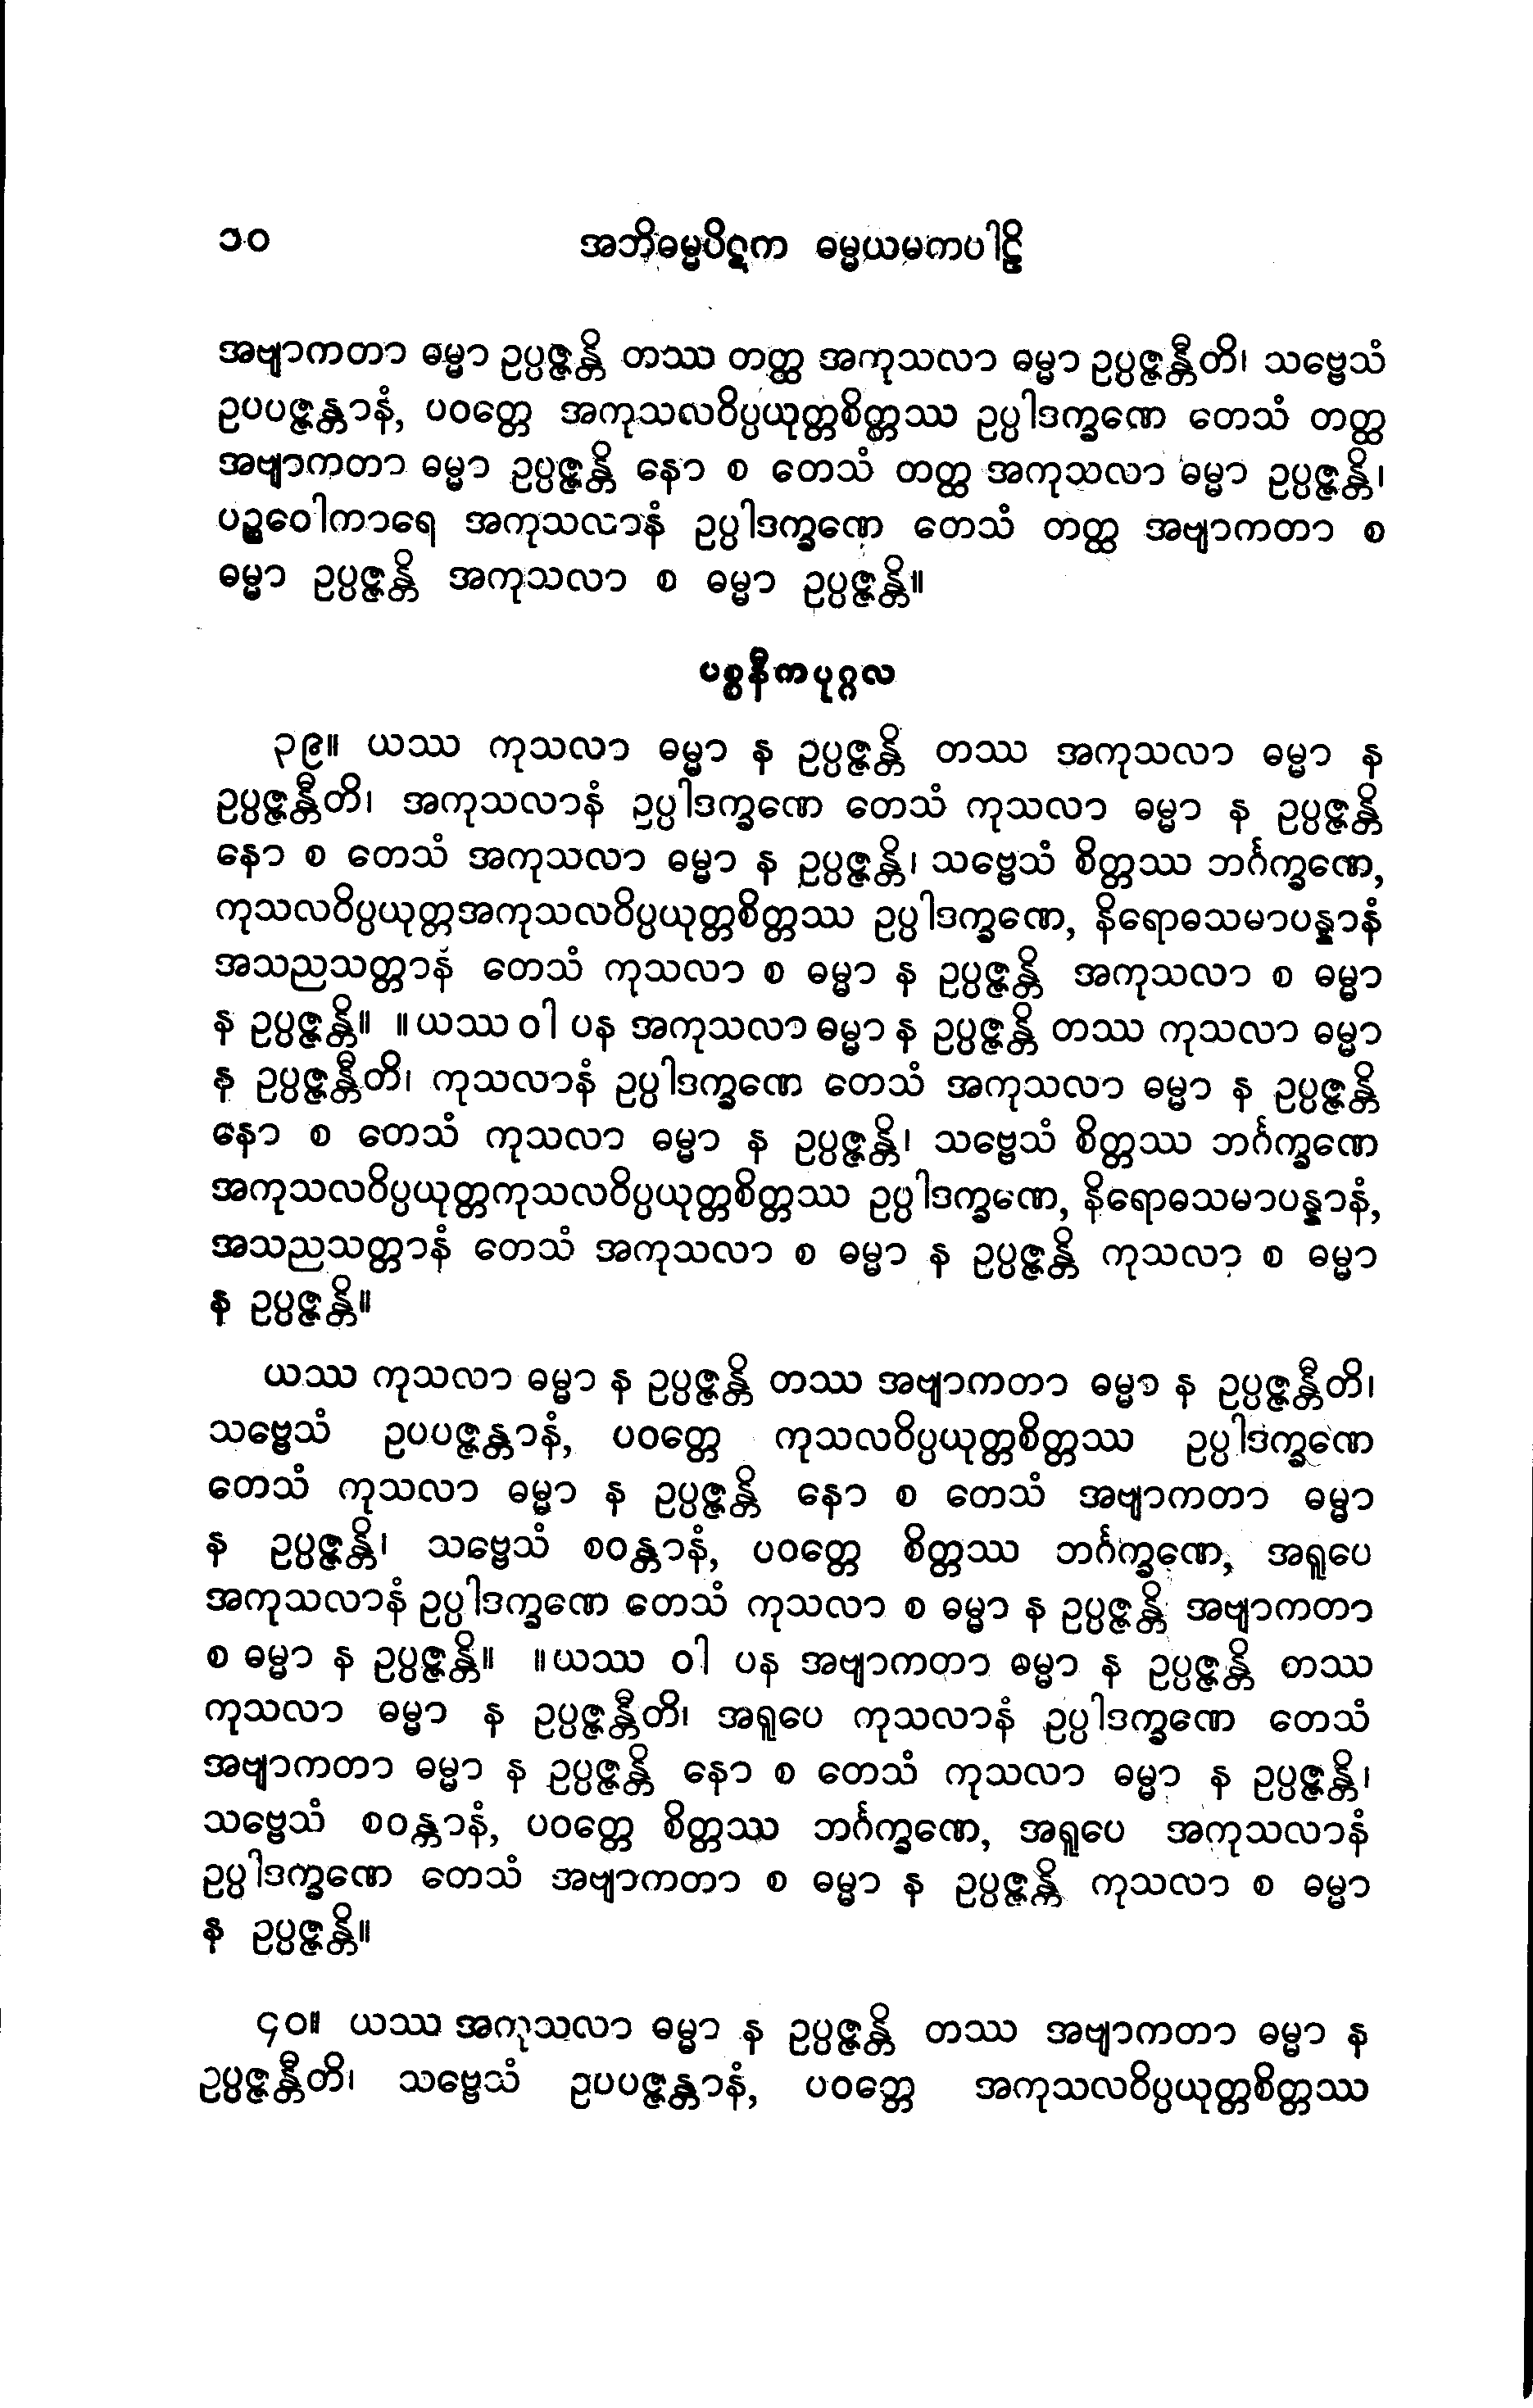 ၁၀ အဘိဓမ္မပိဋက ဓမ္မယမကပါဠိ
အဗျာကတာ ဓမ္မာ ဥပ္ပဇ္ဇန္တိ တဿ တတ္ထ အကုသလာ ဓမ္မာ ဥပ္ပဇ္ဇန္တီတိ၊ သဗ္ဗေသံ
ဥပပဇ္ဇန္တာနံ, ပဝတ္တေ အကုသလဝိပ္ပယုတ္တစိတ္တဿ ဥပ္ပါဒက္ခဏေ တေသံ တတ္ထ
အဗျာကတာ ဓမ္မာ ဥပ္ပဇ္ဇန္တိ နော စ တေသံ တတ္ထ အကုသလာ ဓမ္မာ ဥပ္ပဇ္ဇန္တိ၊
ပဉ္စဝေါကာရေ အကုသလာနံ ဥပ္ပါဒက္ခဏေ တေသံ တတ္ထ အဗျာကတာ စ
ဓမ္မာ ဥပ္ပဇ္ဇန္တိ အကုသလာ စ ဓမ္မာ ဥပ္ပဇ္ဇန္တိ။
ပစ္စနီကပုဂ္ဂလ
၃၉။ ယဿ ကုသလာ ဓမ္မာ န ဥပ္ပဇ္ဇန္တိ တဿ အကုသလာ ဓမ္မာ န
ဥပ္ပဇ္ဇန္တီတိ၊ အကုသလာနံ ဥပ္ပါဒက္ခဏေ တေသံ ကုသလာ ဓမ္မာ န ဥပ္ပဇ္ဇန္တိ
နော စ တေသံ အကုသလာ ဓမ္မာ န ဥပ္ပဇ္ဇန္တိ၊ သဗ္ဗေသံ စိတ္တဿ ဘင်္ဂက္ခဏေ,
ကုသလဝိပ္ပယုတ္တအကုသလဝိပ္ပယုတ္တစိတ္တဿ ဥပ္ပါဒက္ခဏေ, နိရောဓသမာပန္နာနံ
အသညသတ္တာနံ တေသံ ကုသလာ စ ဓမ္မာ န ဥပ္ပဇ္ဇန္တိ အကုသလာ စ ဓမ္မာ
န ဥပ္ပဇ္ဇန္တိ။ ။ယဿ ဝါ ပန အကုသလာ ဓမ္မာ န ဥပ္ပဇ္ဇန္တိ တဿ ကုသလာ ဓမ္မာ
န ဥပ္ပဇ္ဇန္တီတိ၊ ကုသလာနံ ဥပ္ပါဒက္ခဏေ တေသံ အကုသလာ ဓမ္မာ န ဥပ္ပဇ္ဇန္တိ
နော စ တေသံ ကုသလာ ဓမ္မာ န ဥပ္ပဇ္ဇန္တိ၊ သဗ္ဗေသံ စိတ္တဿ ဘင်္ဂက္ခဏေ
အကုသလဝိပ္ပယုတ္တကုသလဝိပ္ပယုတ္တစိတ္တဿ ဥပ္ပါဒက္ခဏေ, နိရောဓသမာပန္နာနံ,
အသညသတ္တာနံ တေသံ အကုသလာ စ ဓမ္မာ န ဥပ္ပဇ္ဇန္တိ ကုသလာ စ ဓမ္မာ
န ဥပ္ပဇ္ဇန္တိ။
ယဿ ကုသလာ ဓမ္မာ န ဥပ္ပဇ္ဇန္တိ တဿ အဗျာကတာ ဓမ္မာ န ဥပ္ပဇ္ဇန္တီတိ၊
သဗ္ဗေသံ ဥပပဇ္ဇန္တာနံ, ပဝတ္တေ ကုသလဝိပ္ပယုတ္တစိတ္တဿ ဥပ္ပါဒက္ခဏေ
တေသံ ကုသလာ ဓမ္မာ န ဥပ္ပဇ္ဇန္တိ နော စ တေသံ အဗျာကတာ ဓမ္မာ
န ဥပ္ပဇ္ဇန္တိ၊ သဗ္ဗေသံ စဝန္တာနံ, ပဝတ္တေ စိတ္တဿ ဘင်္ဂက္ခဏေ, အရူပေ
အကုသလာနံ ဥပ္ပါဒက္ခဏေ တေသံ ကုသလာ စ ဓမ္မာ န ဥပ္ပဇ္ဇန္တိ အဗျာကတာ
စ ဓမ္မာ န ဥပ္ပဇ္ဇန္တိ။ ။ယဿ ဝါ ပန အဗျာကတာ ဓမ္မာ န ဥပ္ပဇ္ဇန္တိ တဿ
ကုသလာ ဓမ္မာ န ဥပ္ပဇ္ဇန္တီတိ၊ အရူပေ ကုသလာနံ ဥပ္ပါဒက္ခဏေ တေသံ
အဗျာကတာ ဓမ္မာ န ဥပ္ပဇ္ဇန္တိ နော စ တေသံ ကုသလာ ဓမ္မာ န ဥပ္ပဇ္ဇန္တိ၊
သဗ္ဗေသံ စဝန္တာနံ, ပဝတ္တေ စိတ္တဿ ဘင်္ဂက္ခဏေ, အရူပေ အကုသလာနံ
ဥပ္ပါဒက္ခဏေ တေသံ အဗျာကတာ စ ဓမ္မာ န ဥပ္ပဇ္ဇန္တိ ကုသလာ စ ဓမ္မာ
န ဥပ္ပဇ္ဇန္တိ။
၄၀။ ယဿ အကုသလာ ဓမ္မာ န ဥပ္ပဇ္ဇန္တိ တဿ အဗျာကတာ ဓမ္မာ န
ဥပ္ပဇ္ဇန္တီတိ၊ သဗ္ဗေသံ ဥပပဇ္ဇန္တာနံ, ပဝတ္တေ အကုသလဝိပ္ပယုတ္တစိတ္တဿ